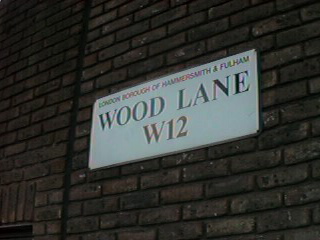 LONDON BOROUGH OF HAMMERSMITH & FULHAM
WOOD LANE
W12